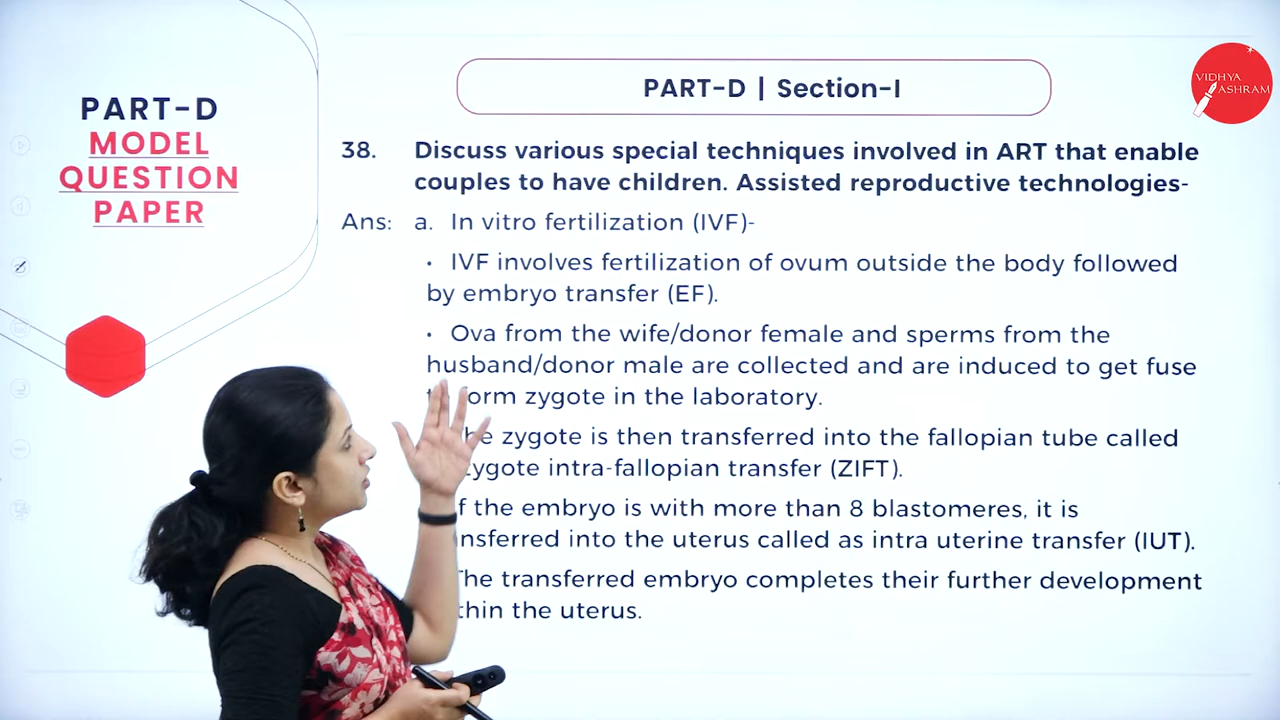 PART-D
MODEL
QUESTION
PAPER
PART-D | Section-I
VIDHYA
ASHRAM
38. Discuss various special techniques involved in ART that enable
couples to have children. Assisted reproductive technologies-
Ans: a. In vitro fertilization (IVF)-
• IVF involves fertilization of ovum outside the body followed
by embryo transfer (EF).
• Ova from the wife/donor female and sperms from the
husband/donor male are collected and are induced to get fuse
form zygote in the laboratory.
zygote is then transferred into the fallopian tube called
intra-fallopian transfer (ZIFT).
the embryo is with more than 8 blastomeres, it is
into the uterus called as intra uterine transfer (IUT).
The transferred embryo completes their further development
the uterus.